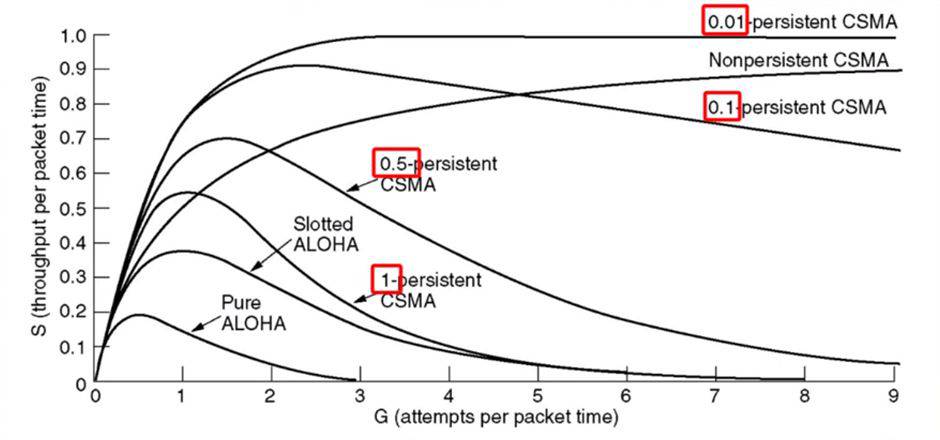 0.01-persistent CSMA
Nonpersistent CSMA
0.1-persistent CSMA
0.5-persistent
CSMA
Slotted
ALOHA
1-persistent
CSMA
Pure
ALOHA
S (throughput per packet time)
1.0
0.9
0.8
0.7
0.6
0.5
0.4
0.3
0.2
0.1
0
0 1 2 3 4 5 6 7 8 9
G (attempts per packet time)